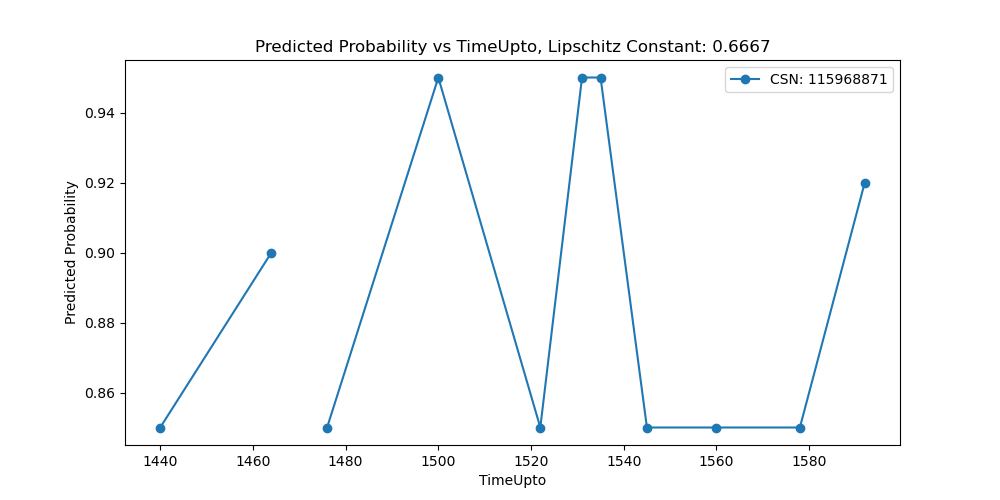 Predicted Probability vs TimeUpto, Lipschitz Constant: 0.6667
CSN: 115968871
0.94
0.92
0.90
0.88
0.86
Predicted Probability
1440 1460 1480 1500 1520 1540 1560 1580
TimeUpto